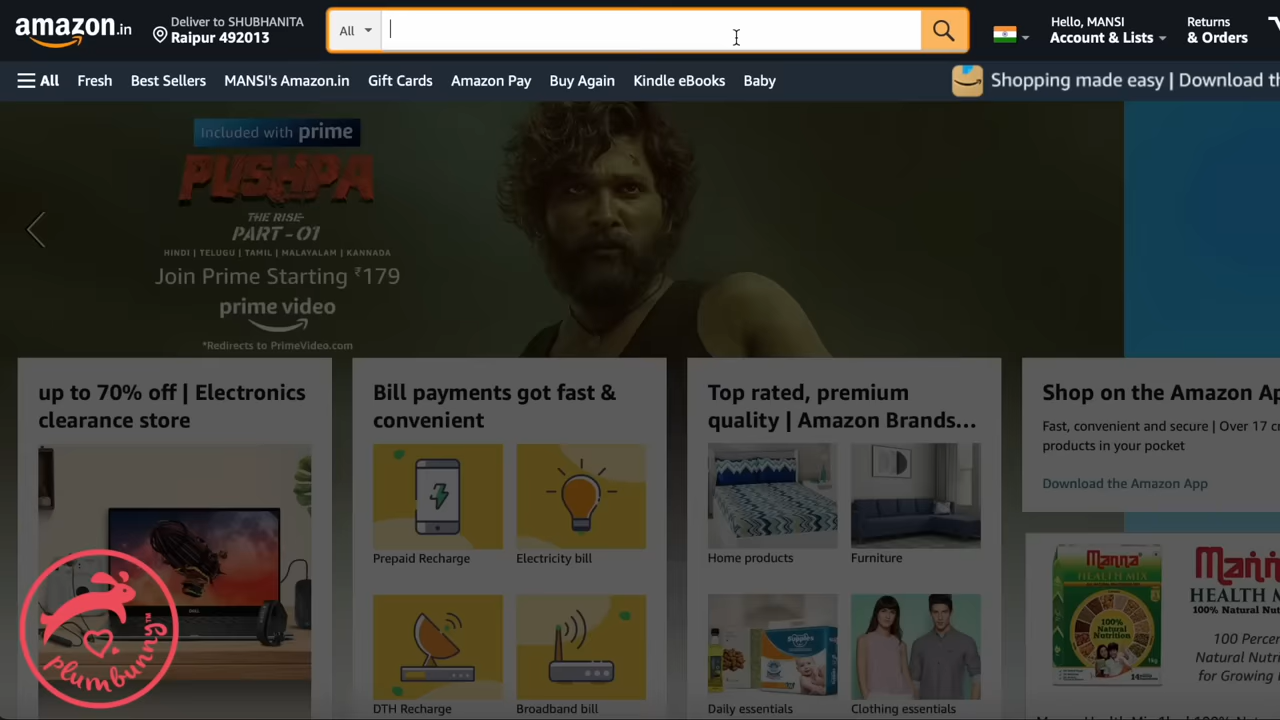 amazon.in
Deliver to SHUBHANITA
Raipur 492013
All
Hello, MANSI
Account & Lists
Returns
& Orders
All
Fresh
Best Sellers
MANSI's Amazon.in
Gift Cards
Amazon Pay
Buy Again
Kindle eBooks
Baby
Shopping made easy | Download th
Included with prime
PUSHPA
THE RISE-
PART - 01
HINDI | TELUGU | TAMIL | MALAYALAM | KANNADA
Join Prime Starting ₹179
prime video
*Redirects to PrimeVideo.com
up to 70% off | Electronics
clearance store
Bill payments got fast &
convenient
Prepaid Recharge
Electricity bill
DTH Recharge
Broadband bill
Top rated, premium
quality | Amazon Brands...
Home products
Furniture
Daily essentials
Clothing essentials
Shop on the Amazon Ap
Fast, convenient and secure | Over 17 cr
products in your pocket
Download the Amazon App
Manna
HEALTH MIX
100%
Natural
Nutrition
Manna
HEALTH M
100% Natural Nut
100 Percen
Natural Nutri
for Growing K
plumbunny™